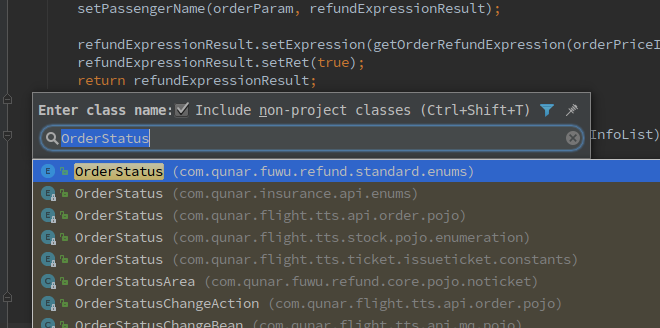 setPassengerName(orderParam, refundExpressionResult);
refundExpressionResult.setExpression(getOrderRefundExpression(orderPriceI
refundExpressionResult.setRet(true);
return refundExpressionResult;
Enter class name: Include non-project classes (Ctrl+Shift+T)
InfoList)
OrderStatus
OrderStatus (com.qunar.fuwu.refund.standard.enums)
OrderStatus (com.qunar.insurance.api.enums)
OrderStatus (com.qunar.flight.tts.api.order.pojo)
OrderStatus (com.qunar.flight.tts.stock.pojo.enumeration)
OrderStatus (com.qunar.flight.tts.ticket.issueticket.constants)
OrderStatusArea (com.qunar.fuwu.refund.core.pojo.noticket)
OrderStatusChangeAction (com.qunar.flight.tts.api.order.pojo)
OrderStatusChangeBean (com.qunar.flight.tts.api.mq.pojo)